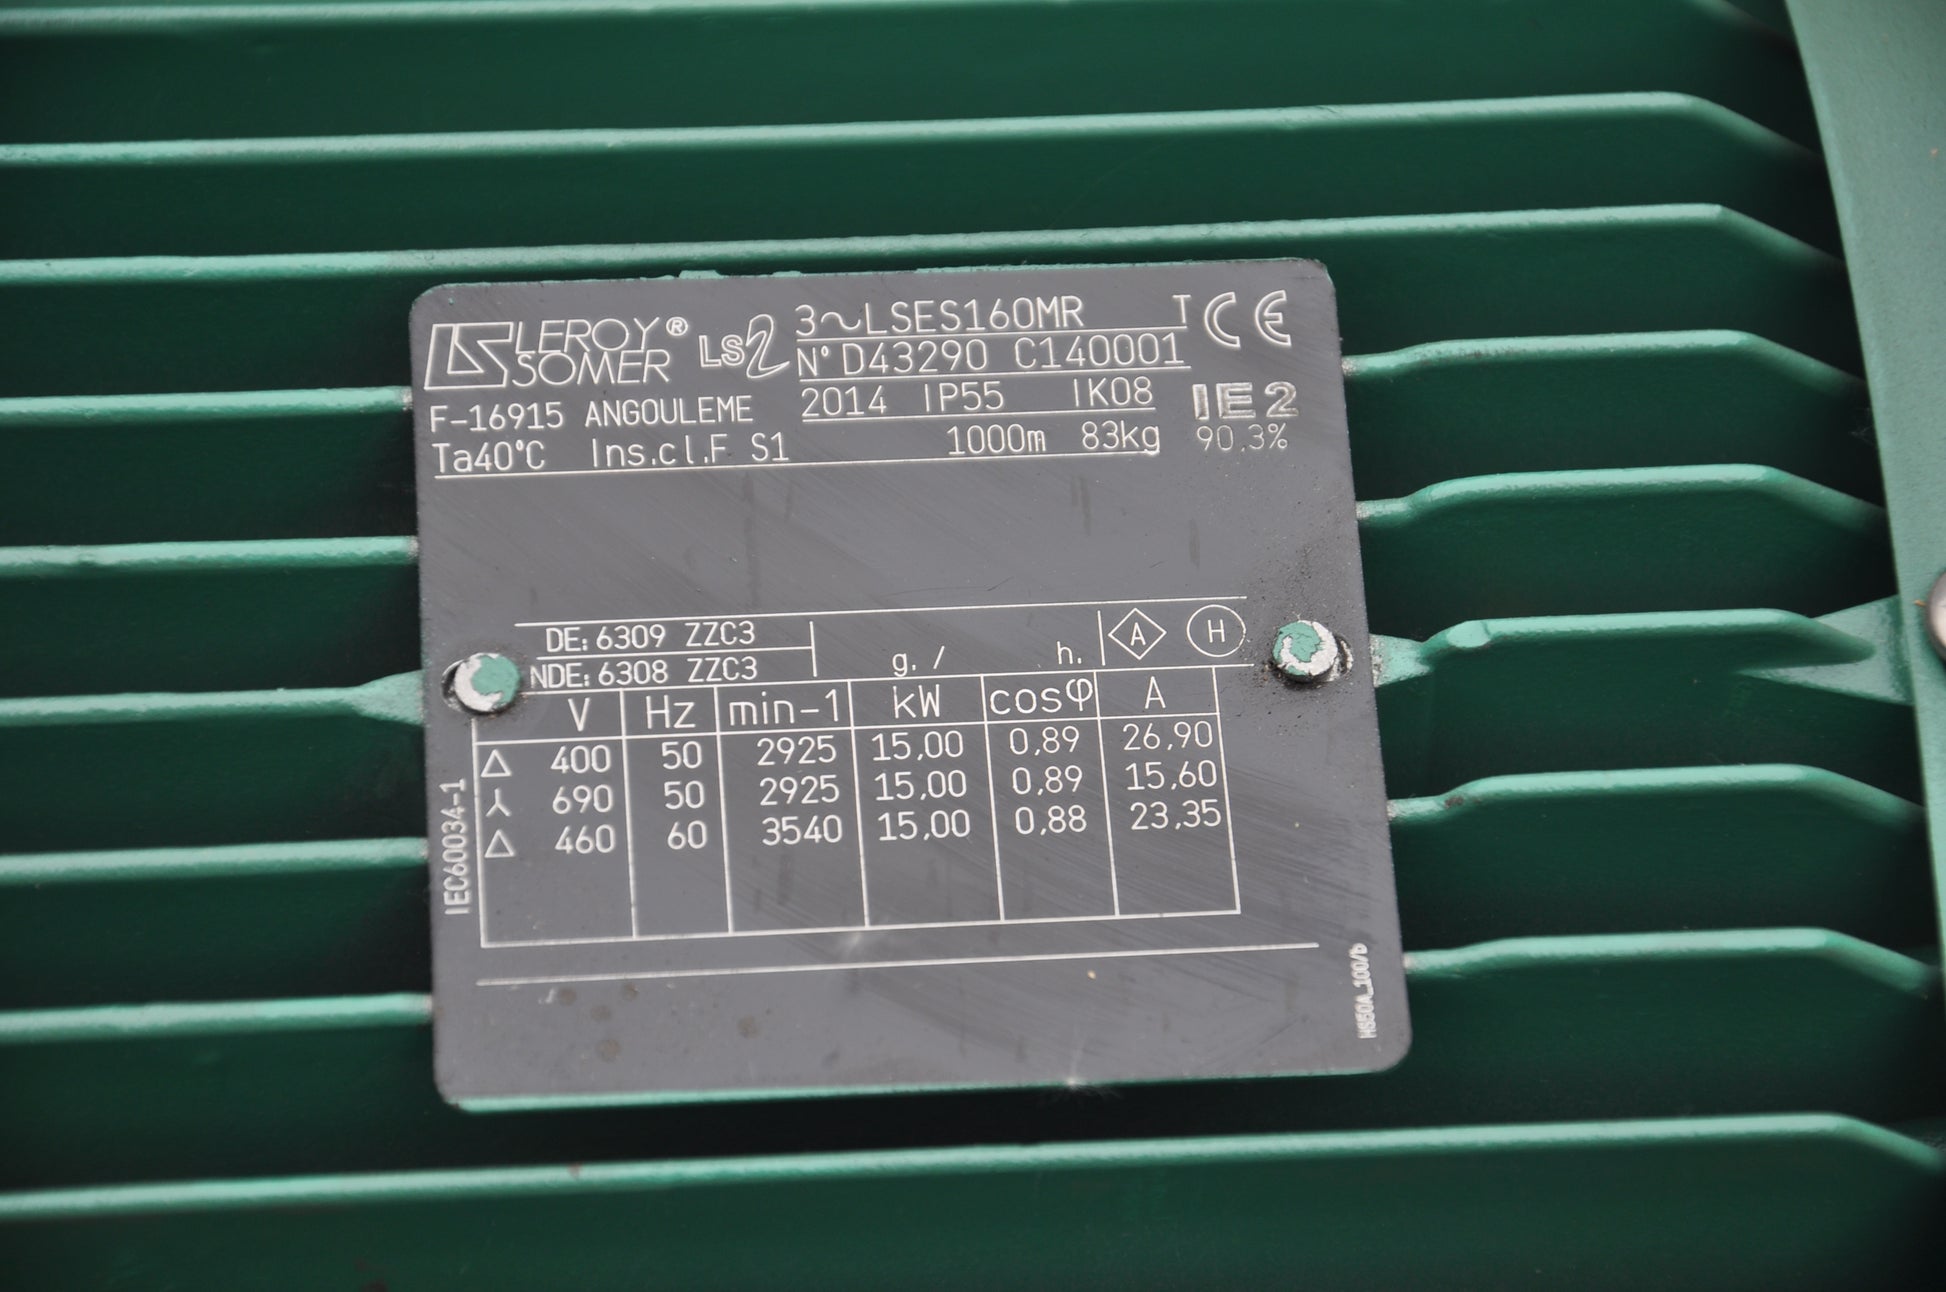 LEROY® SOMER LS2 3~LSES160MR T CE
N° D43290 C140001
F-16915 ANGOULEME 2014 IP55 IK08 IE2
Ta40°C Ins.cl.F S1 1000m 83kg 90,3%
DE: 6309 ZZC3
NDE: 6308 ZZC3 g. / h. A H
V Hz min-1 kW cosφ A
△ 400 50 2925 15,00 0,89 26,90
⅄ 690 50 2925 15,00 0,89 15,60
△ 460 60 3540 15,00 0,88 23,35
IEC60034-1
HS50A_100/b